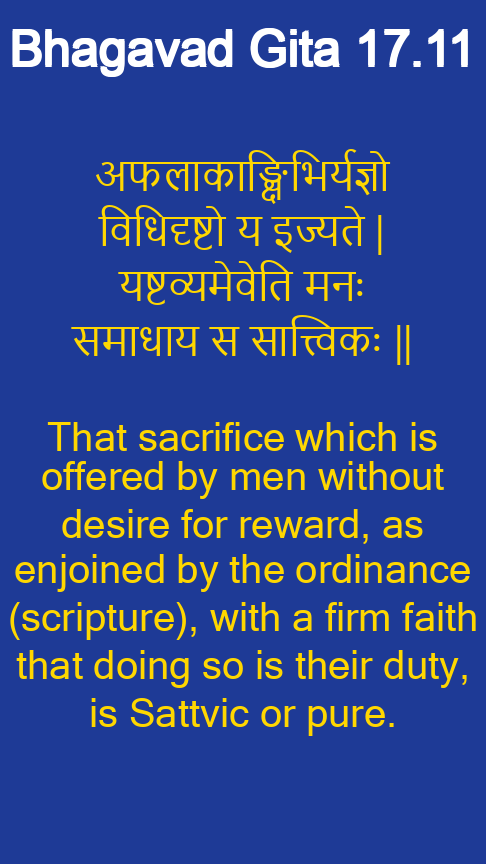 Bhagavad Gita 17.11
अफलाकाङ्क्षिभिर्यज्ञो
विधिदृष्टो य इज्यते |
यष्टव्यमेवेति मनः
समाधाय स सात्त्विकः ||
That sacrifice which is
offered by men without
desire for reward, as
enjoined by the ordinance
(scripture), with a firm faith
that doing so is their duty,
is Sattvic or pure.